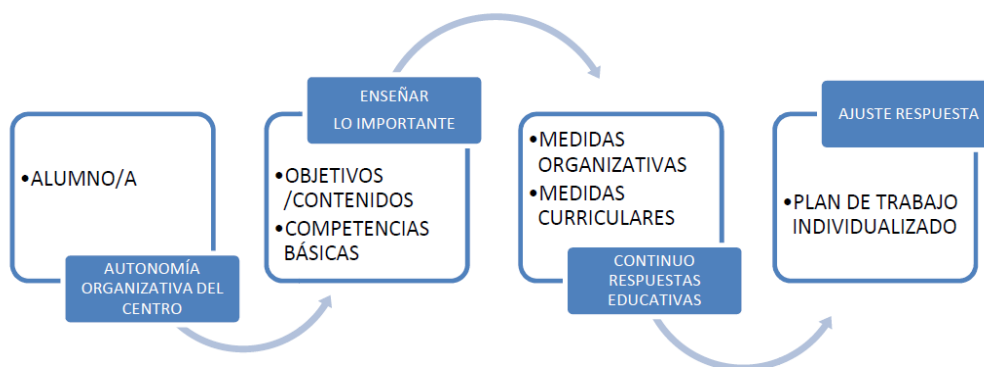 •ALUMNO/A
AUTONOMÍA
ORGANIZATIVA DEL
CENTRO
ENSEÑAR
LO IMPORTANTE
•OBJETIVOS
/CONTENIDOS
•COMPETENCIAS
BÁSICAS
•MEDIDAS
ORGANIZATIVAS
•MEDIDAS
CURRICULARES
CONTINUO
RESPUESTAS
EDUCATIVAS
AJUSTE RESPUESTA
•PLAN DE TRABAJO
INDIVIDUALIZADO